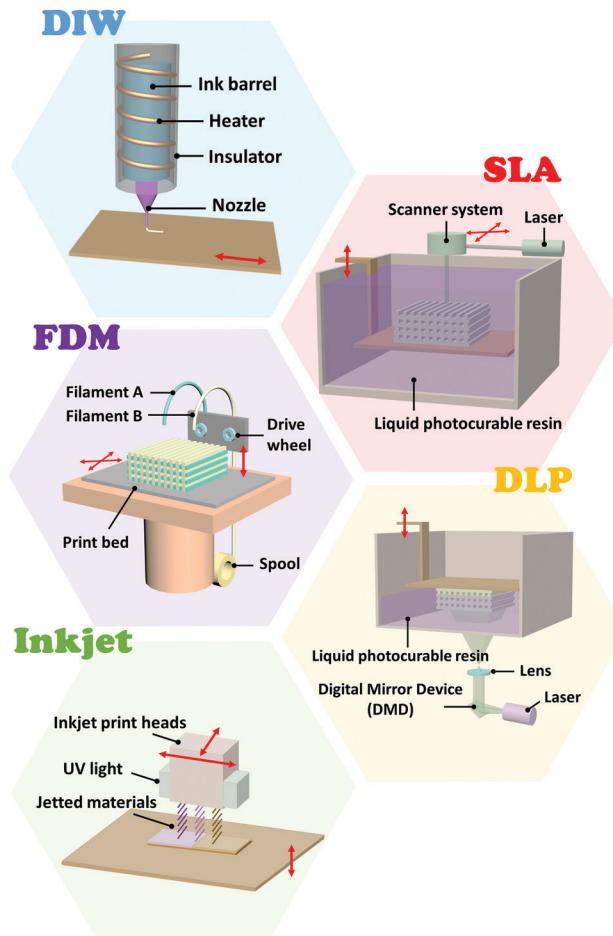 DIW
Ink barrel
Heater
Insulator
Nozzle
SLA
Scanner system
Laser
Liquid photocurable resin
FDM
Filament A
Filament B
Drive
wheel
Print bed
Spool
DLP
Liquid photocurable resin
Lens
Digital Mirror Device
(DMD)
Laser
Inkjet
Inkjet print heads
UV light
Jetted materials